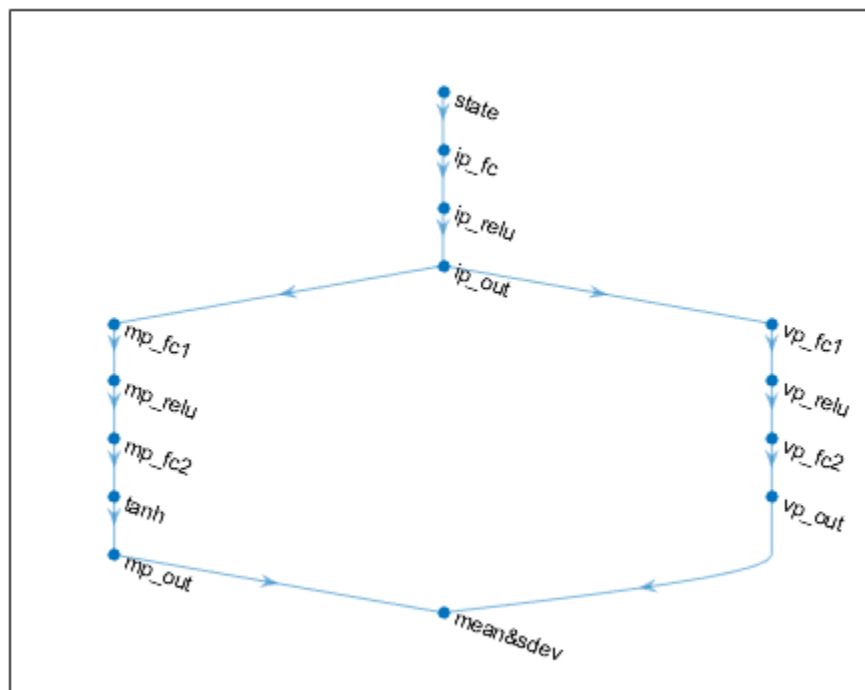 state
ip_fc
ip_relu
ip_out
mp_fc1
mp_relu
mp_fc2
tanh
mp_out
vp_fc1
vp_relu
vp_fc2
vp_out
mean&sdev